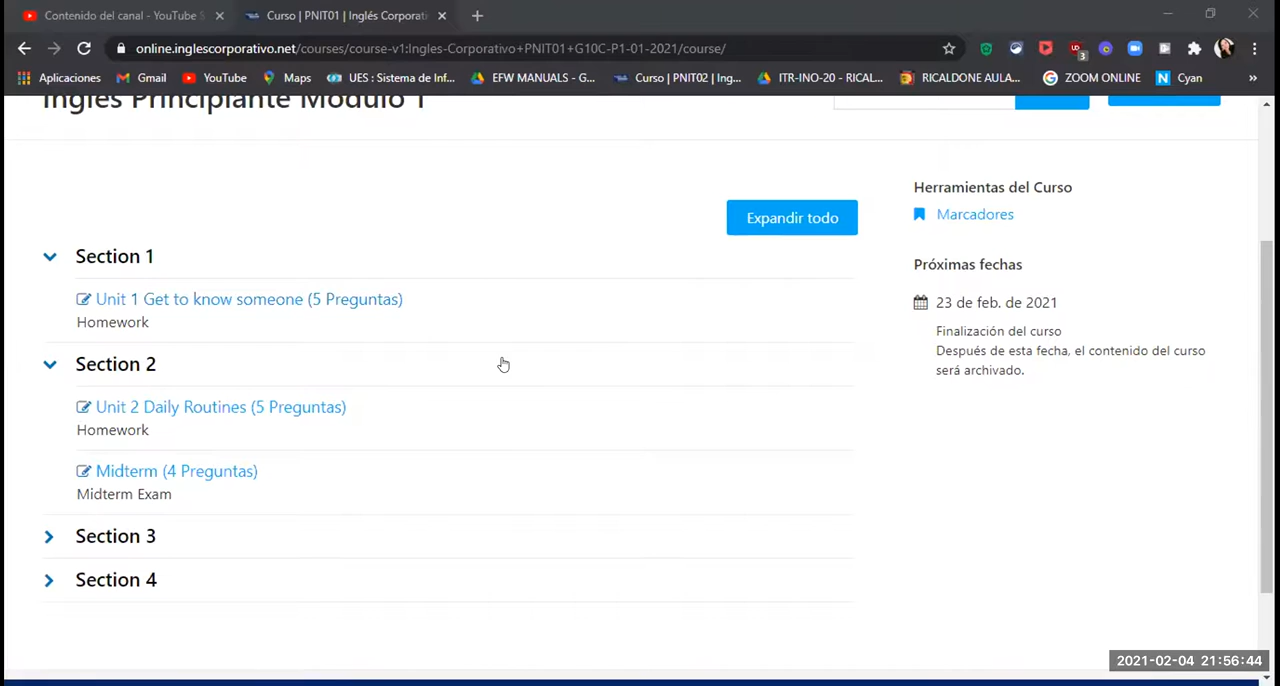 Contenido del canal - YouTube S
Curso | PNIT01 | Inglés Corporati
online.inglescorporativo.net/courses/course-v1:Ingles-Corporativo+PNIT01+G10C-P1-01-2021/course/
3
Aplicaciones
Gmail
YouTube
Maps
UES : Sistema de Inf...
EFW MANUALS - G...
Curso | PNIT02 | Ing...
ITR-INO-20 - RICAL...
RICALDONE AULA...
ZOOM ONLINE
Cyan
»
Inglés Principiante Módulo 1
Expandir todo
Section 1
Unit 1 Get to know someone (5 Preguntas)
Homework
Section 2
Unit 2 Daily Routines (5 Preguntas)
Homework
Midterm (4 Preguntas)
Midterm Exam
Section 3
Section 4
Herramientas del Curso
Marcadores
Próximas fechas
23 de feb. de 2021
Finalización del curso
Después de esta fecha, el contenido del curso
será archivado.
2021-02-04 21:56:44